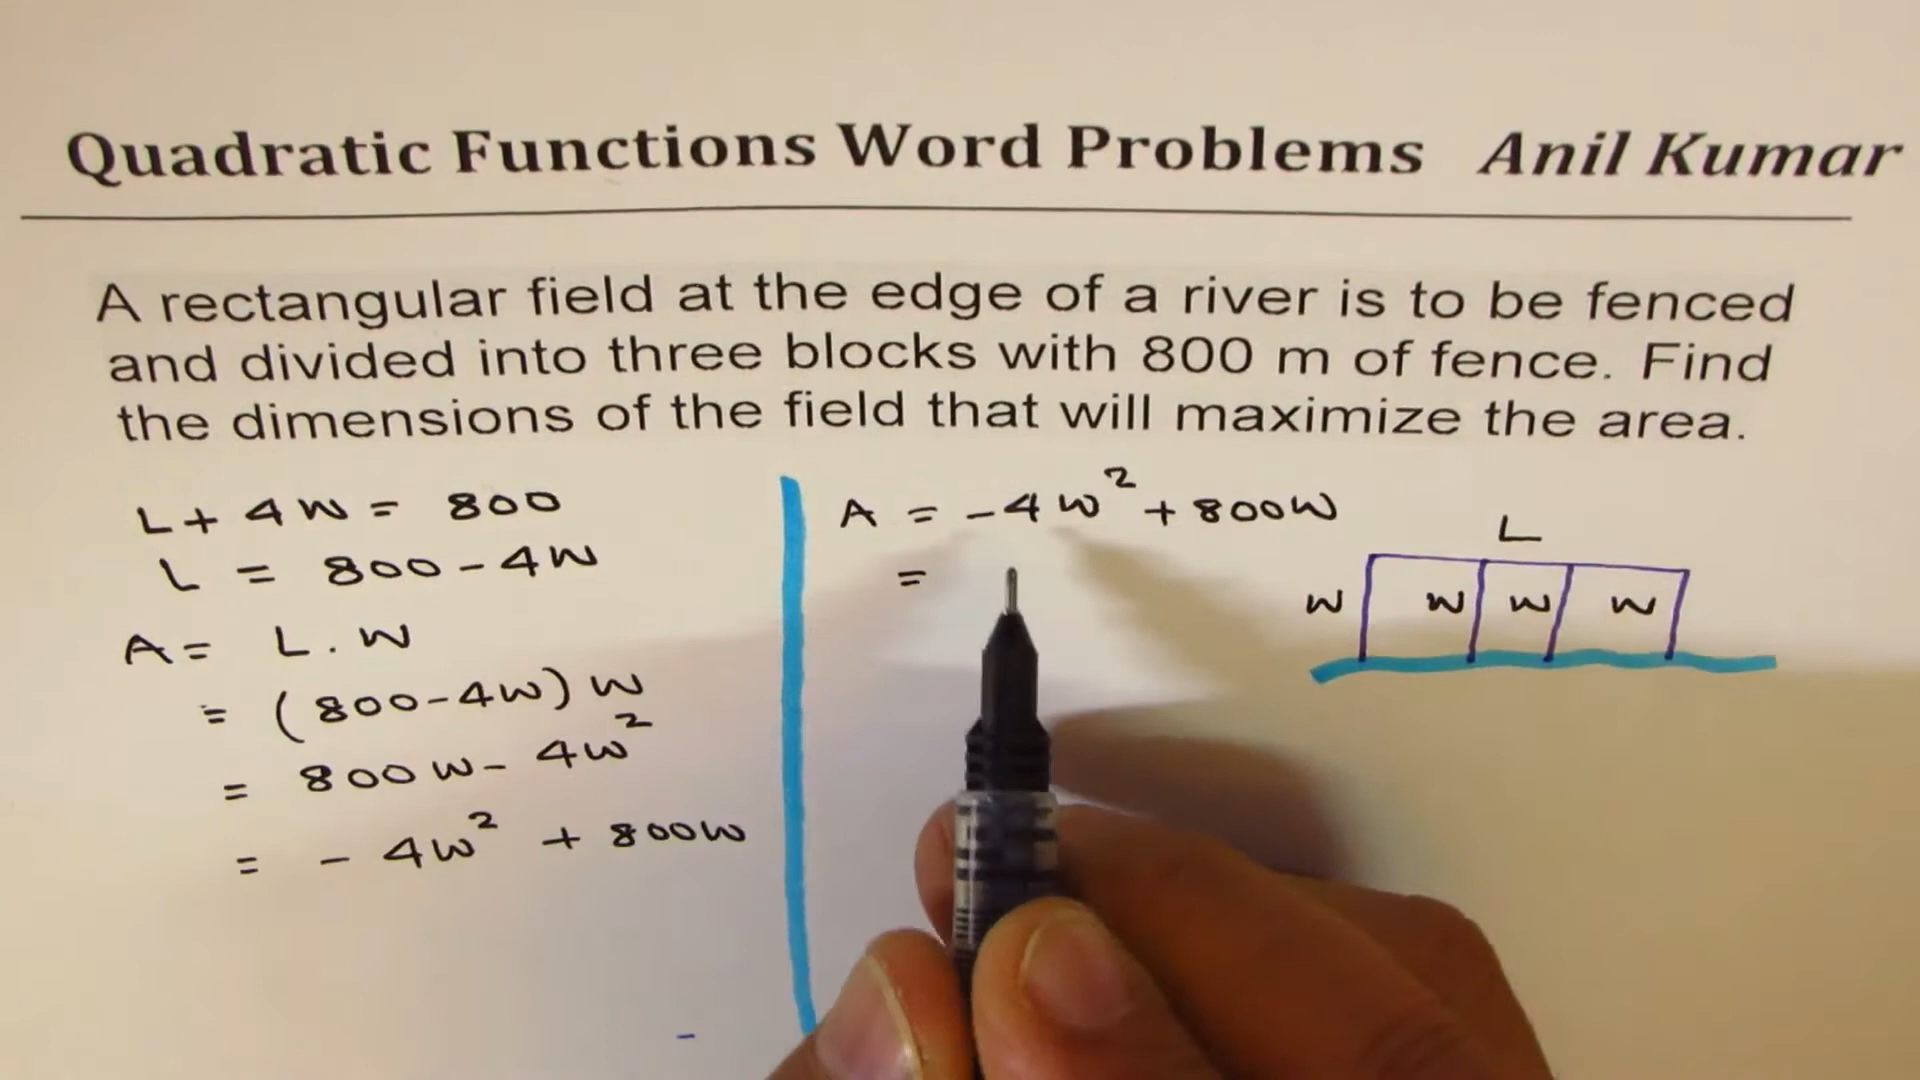 Quadratic Functions Word Problems Anil Kumar
A rectangular field at the edge of a river is to be fenced
and divided into three blocks with 800 m of fence. Find
the dimensions of the field that will maximize the area.
L + 4W = 800
L = 800 - 4W
A = L . W
= (800 - 4W) W
= 800 W - 4W²
= - 4W² + 800W
A = - 4W² + 800W
=
L
W W W W